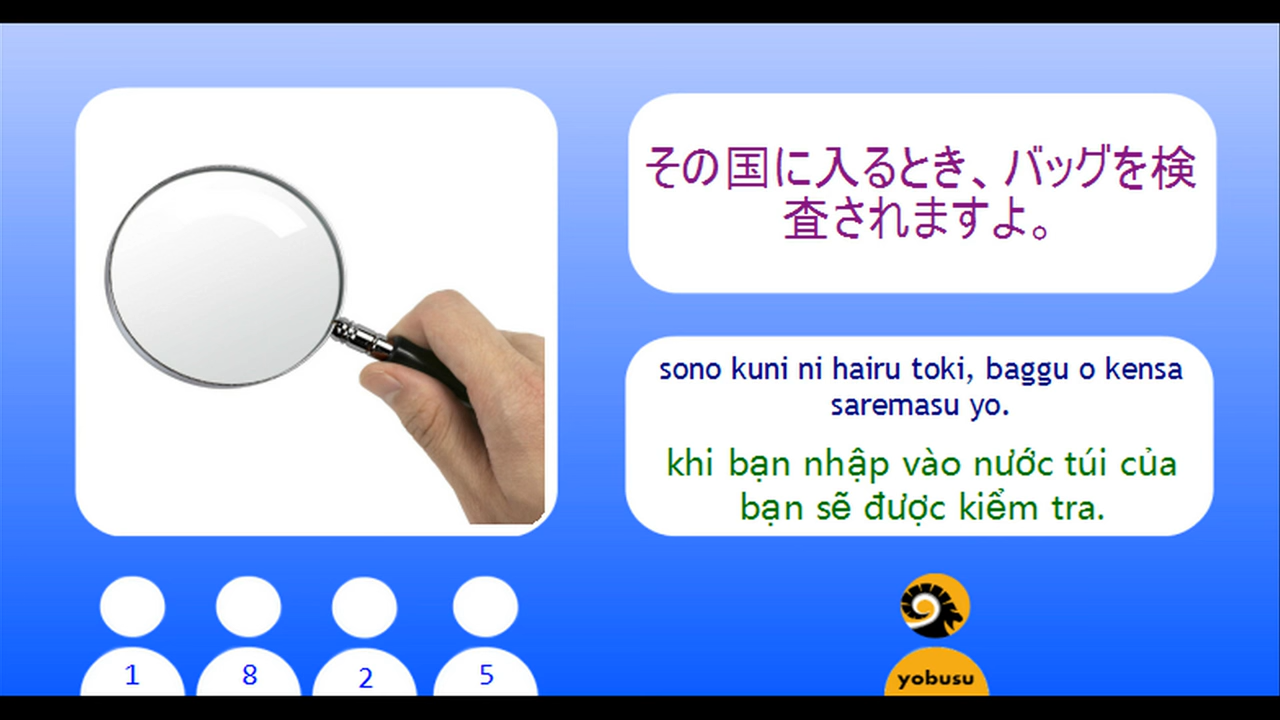 その国に入るとき、バッグを検
査されますよ。
sono kuni ni hairu toki, baggu o kensa
saremasu yo.
khi bạn nhập vào nước túi của
bạn sẽ được kiểm tra.
1 8 2 5
yobusu